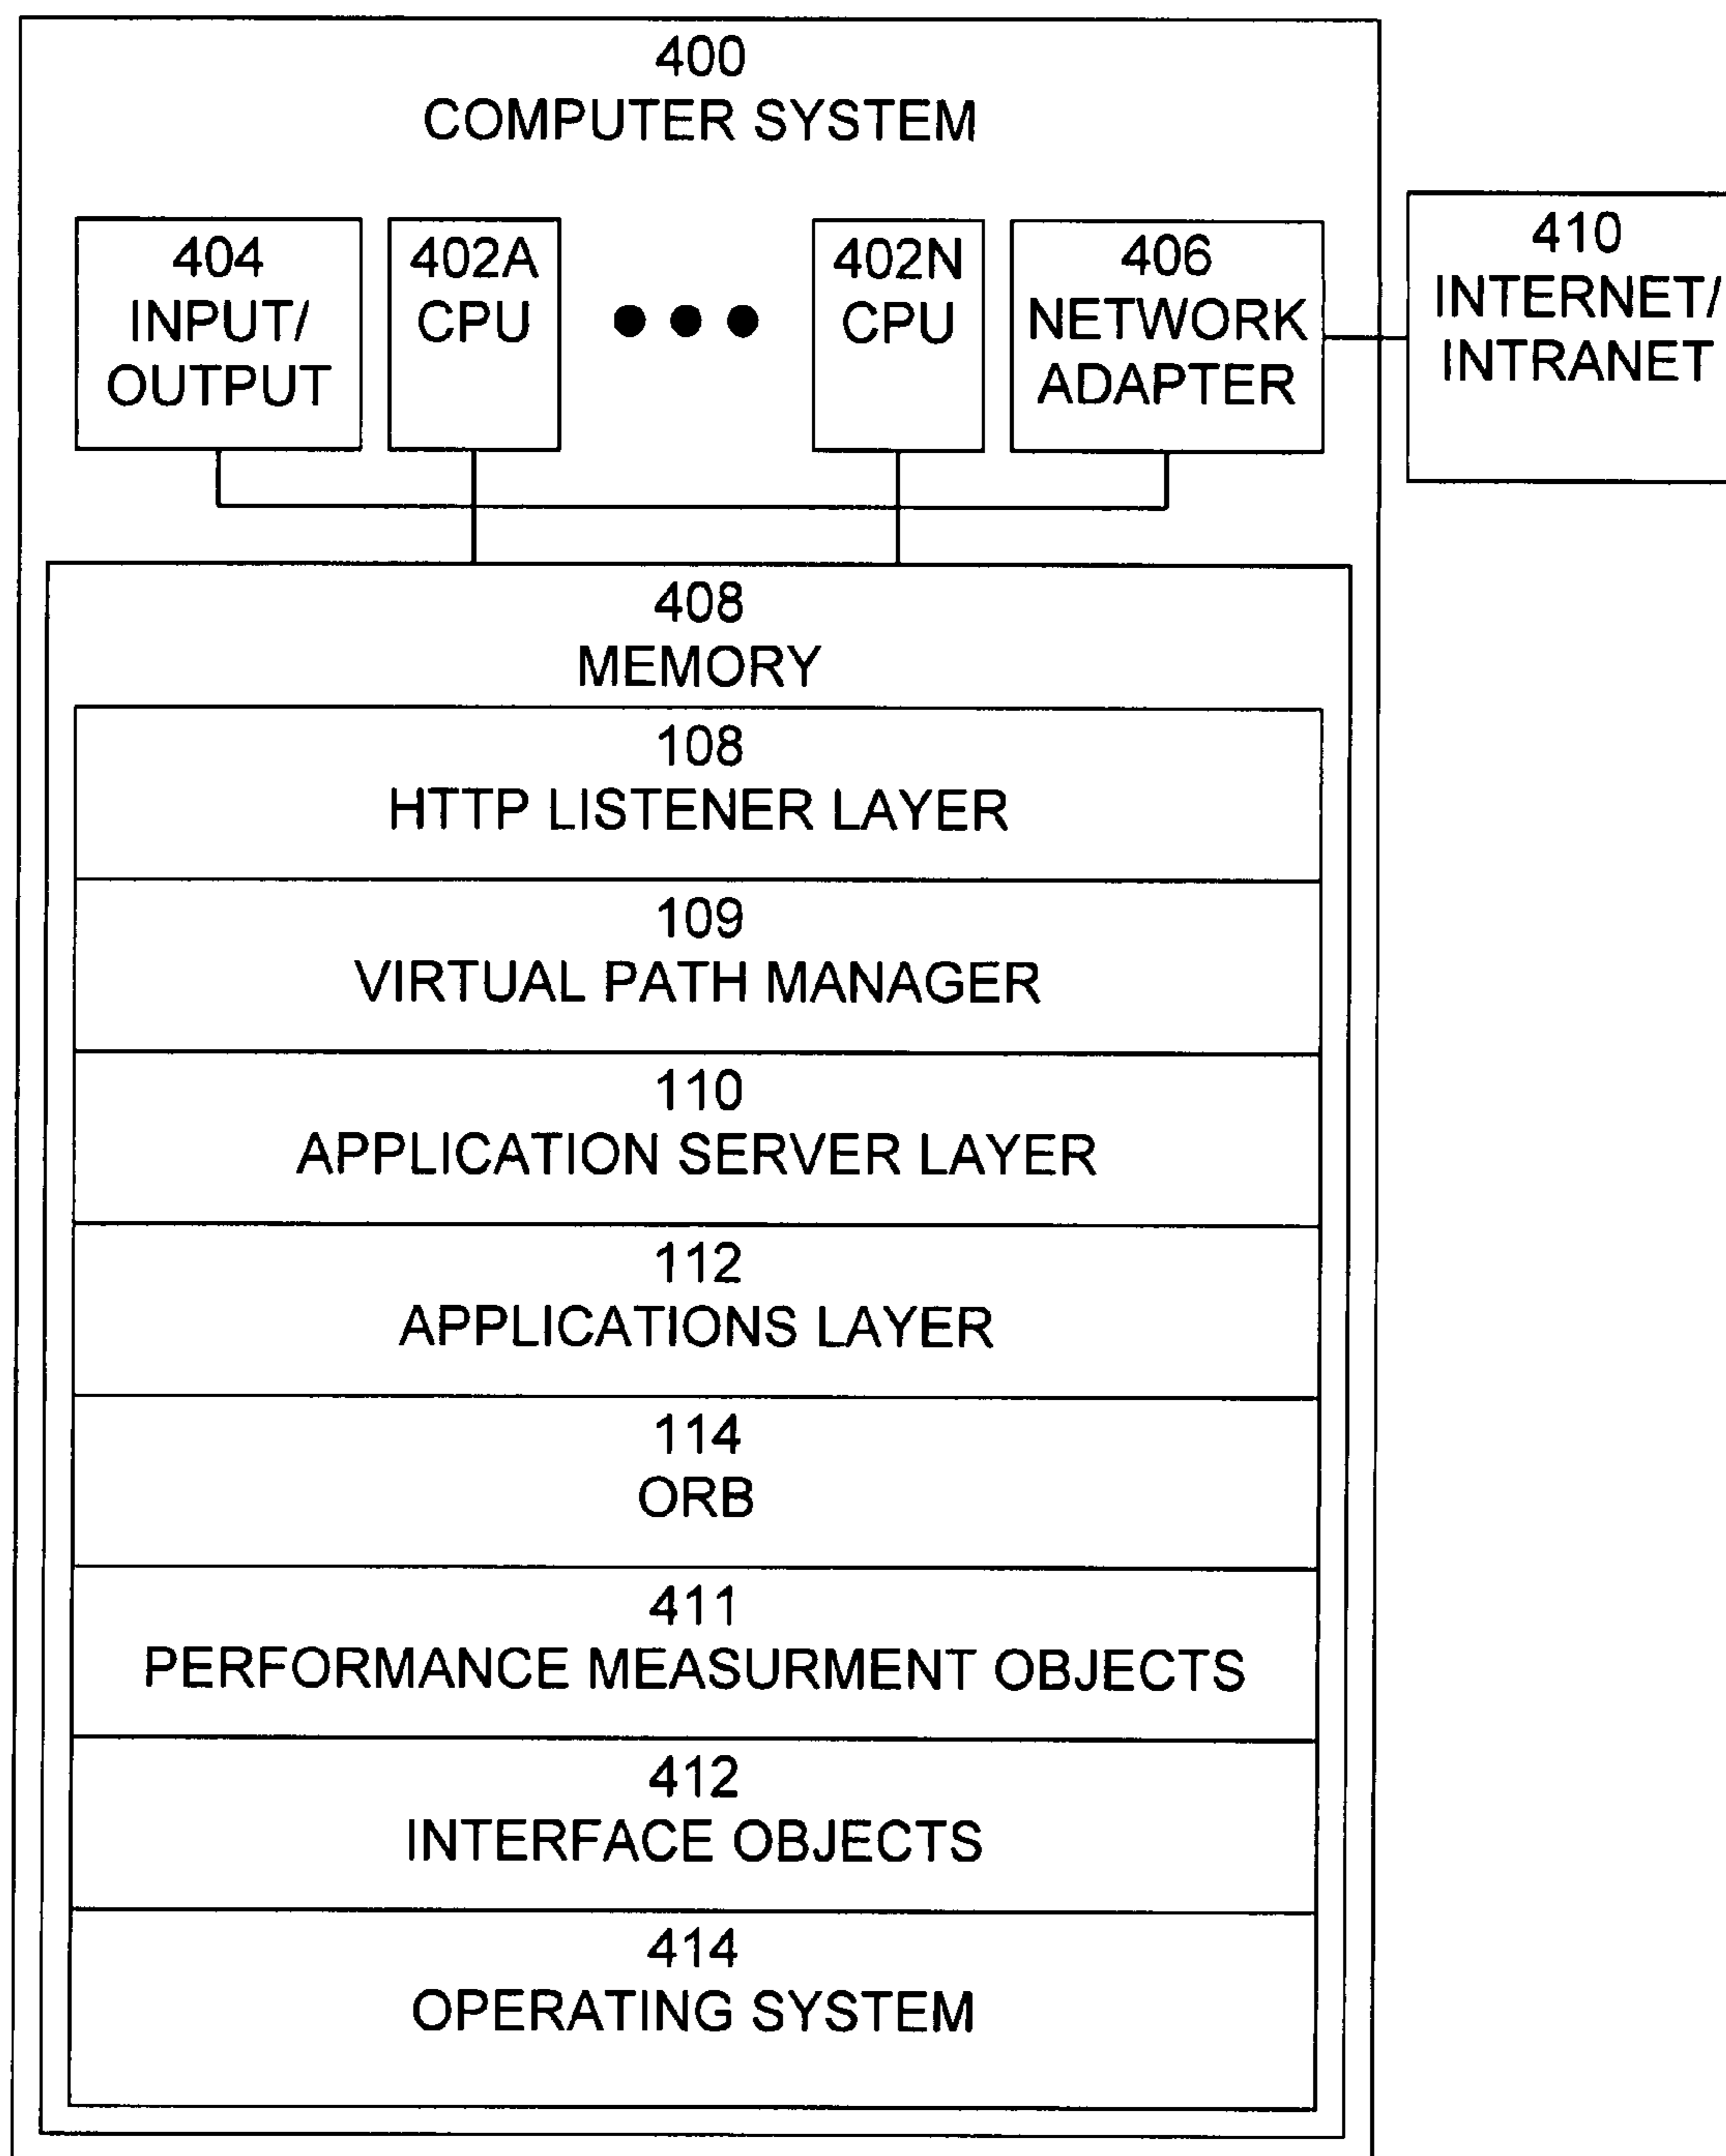 400
COMPUTER SYSTEM
404
INPUT/
OUTPUT
402A
CPU
402N
CPU
406
NETWORK
ADAPTER
410
INTERNET/
INTRANET
408
MEMORY
108
HTTP LISTENER LAYER
109
VIRTUAL PATH MANAGER
110
APPLICATION SERVER LAYER
112
APPLICATIONS LAYER
114
ORB
411
PERFORMANCE MEASURMENT OBJECTS
412
INTERFACE OBJECTS
414
OPERATING SYSTEM